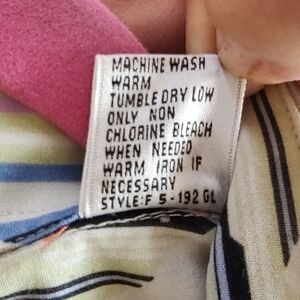 MACHINE WASH
WARM
TUMBLE DRY LOW
ONLY NON
CHLORINE BLEACH
WHEN NEEDED
WARM IRON IF
NECESSARY
STYLE:F 5-192 GL